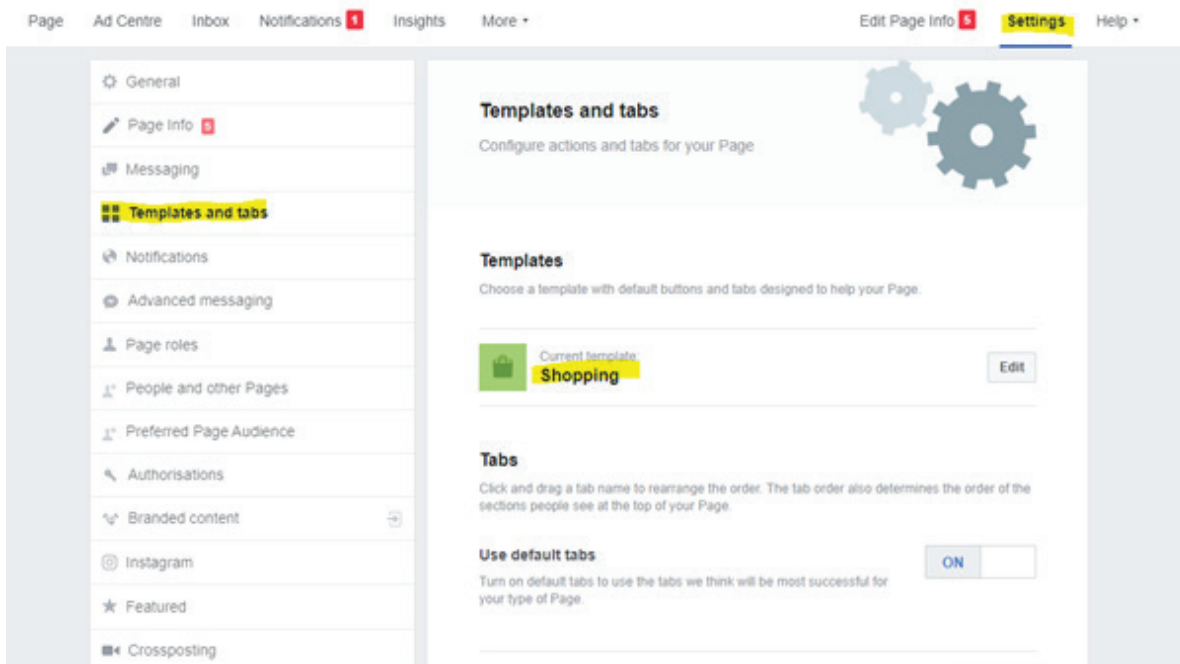 Page Ad Centre Inbox Notifications 1 Insights More Edit Page Info 5 Settings Help
General
Page Info 5
Messaging
Templates and tabs
Notifications
Advanced messaging
Page roles
People and other Pages
Preferred Page Audience
Authorisations
Branded content
Instagram
Featured
Crossposting
Templates and tabs
Configure actions and tabs for your Page
Templates
Choose a template with default buttons and tabs designed to help your Page.
Current template:
Shopping
Edit
Tabs
Click and drag a tab name to rearrange the order. The tab order also determines the order of the
sections people see at the top of your Page.
Use default tabs
ON
Turn on default tabs to use the tabs we think will be most successful for
your type of Page.